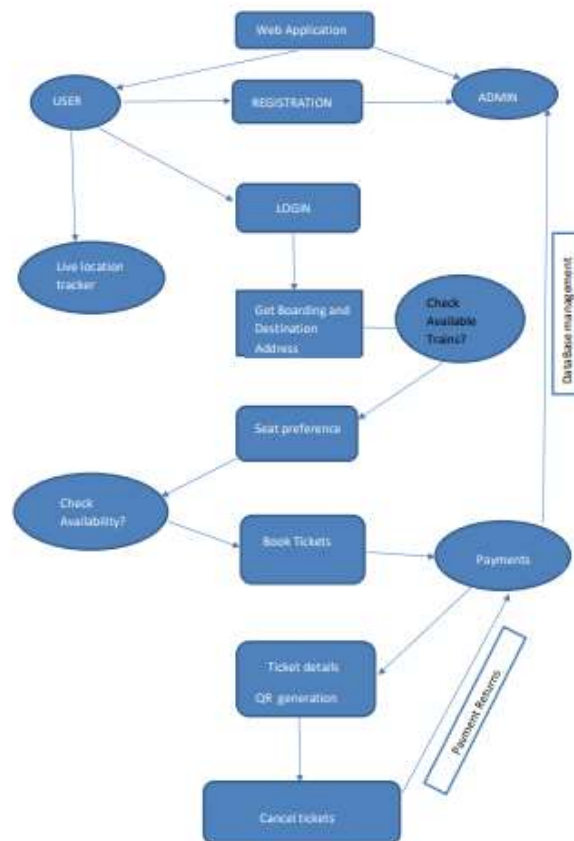 Web Application
USER
REGISTRATION
ADMIN
LOGIN
Live location
tracker
Get Boarding and
Destination
Address
Check
Available
Trains?
DataBase management
Seat preference
Check
Availability?
Book Tickets
Payments
Ticket details
QR generation
Payment Returns
Cancel tickets